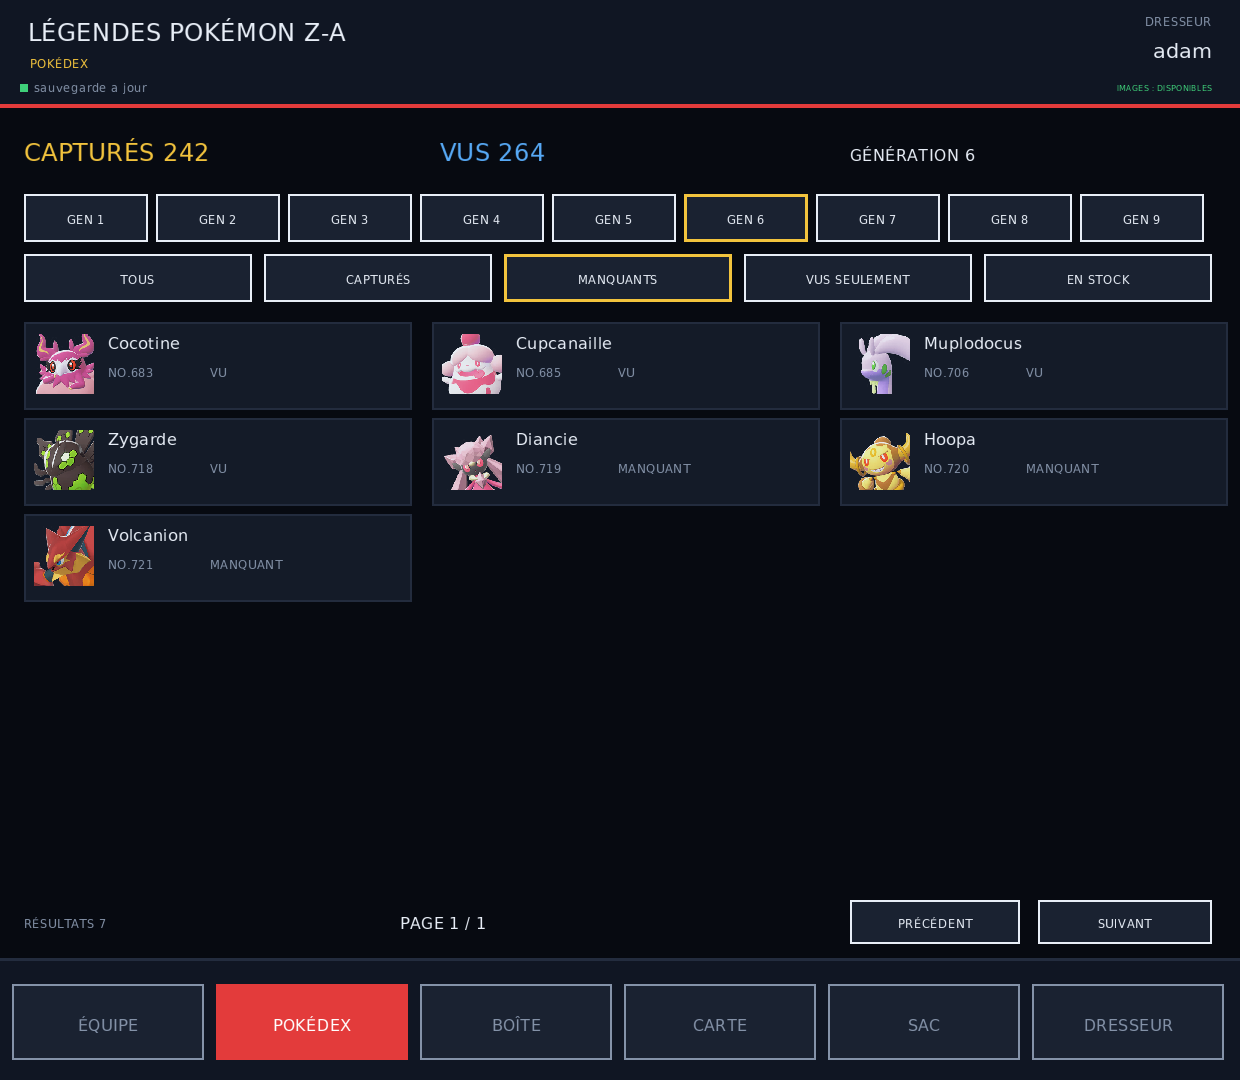 LÉGENDES POKÉMON Z-A
POKÉDEX
sauvegarde a jour
DRESSEUR
adam
IMAGES : DISPONIBLES
CAPTURÉS 242
VUS 264
GÉNÉRATION 6
GEN 1
GEN 2
GEN 3
GEN 4
GEN 5
GEN 6
GEN 7
GEN 8
GEN 9
TOUS
CAPTURÉS
MANQUANTS
VUS SEULEMENT
EN STOCK
Cocotine
NO.683 VU
Cupcanaille
NO.685 VU
Muplodocus
NO.706 VU
Zygarde
NO.718 VU
Diancie
NO.719 MANQUANT
Hoopa
NO.720 MANQUANT
Volcanion
NO.721 MANQUANT
RÉSULTATS 7
PAGE 1 / 1
PRÉCÉDENT
SUIVANT
ÉQUIPE
POKÉDEX
BOÎTE
CARTE
SAC
DRESSEUR